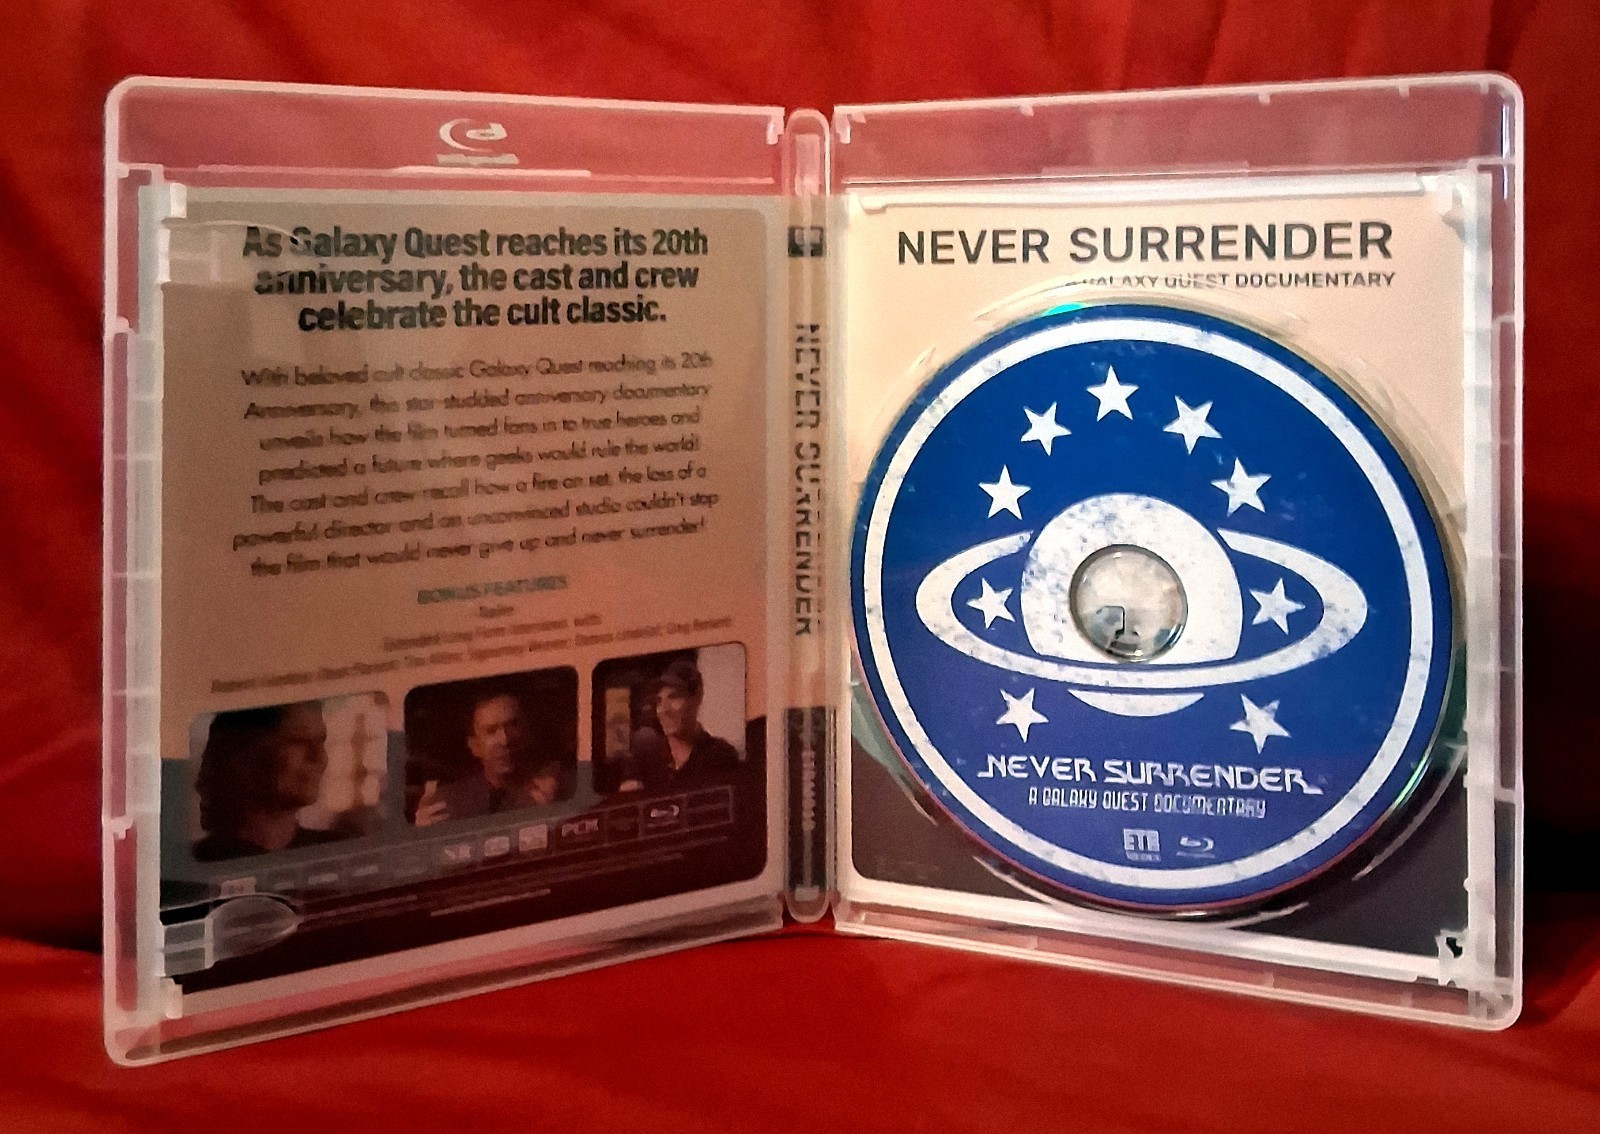 As Galaxy Quest reaches its 20th
anniversary, the cast and crew
celebrate the cult classic.
With beloved cult classic Galaxy Quest reaching its 20th
Anniversary, this star-studded anniversary documentary
unveils how the film turned fans in to true heroes and
predicted a future where geeks would rule the world!
The cast and crew recall how a fire on set, the loss of a
powerful director and an unconvinced studio couldn't stop
the film that would never give up and never surrender!
BONUS FEATURES
NEVER SURRENDER
NEVER SURRENDER
A GALAXY QUEST DOCUMENTARY
NEVER SURRENDER
A GALAXY QUEST DOCUMENTARY